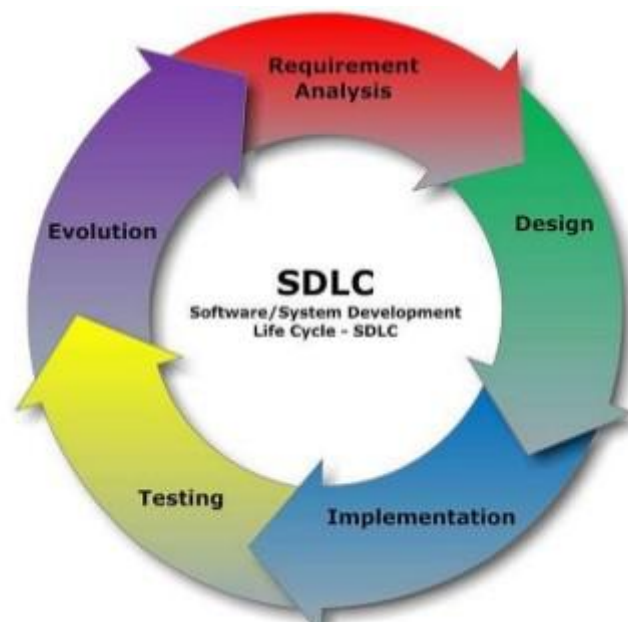 Requirement
Analysis
Design
Evolution
SDLC
Software/System Development
Life Cycle - SDLC
Testing
Implementation